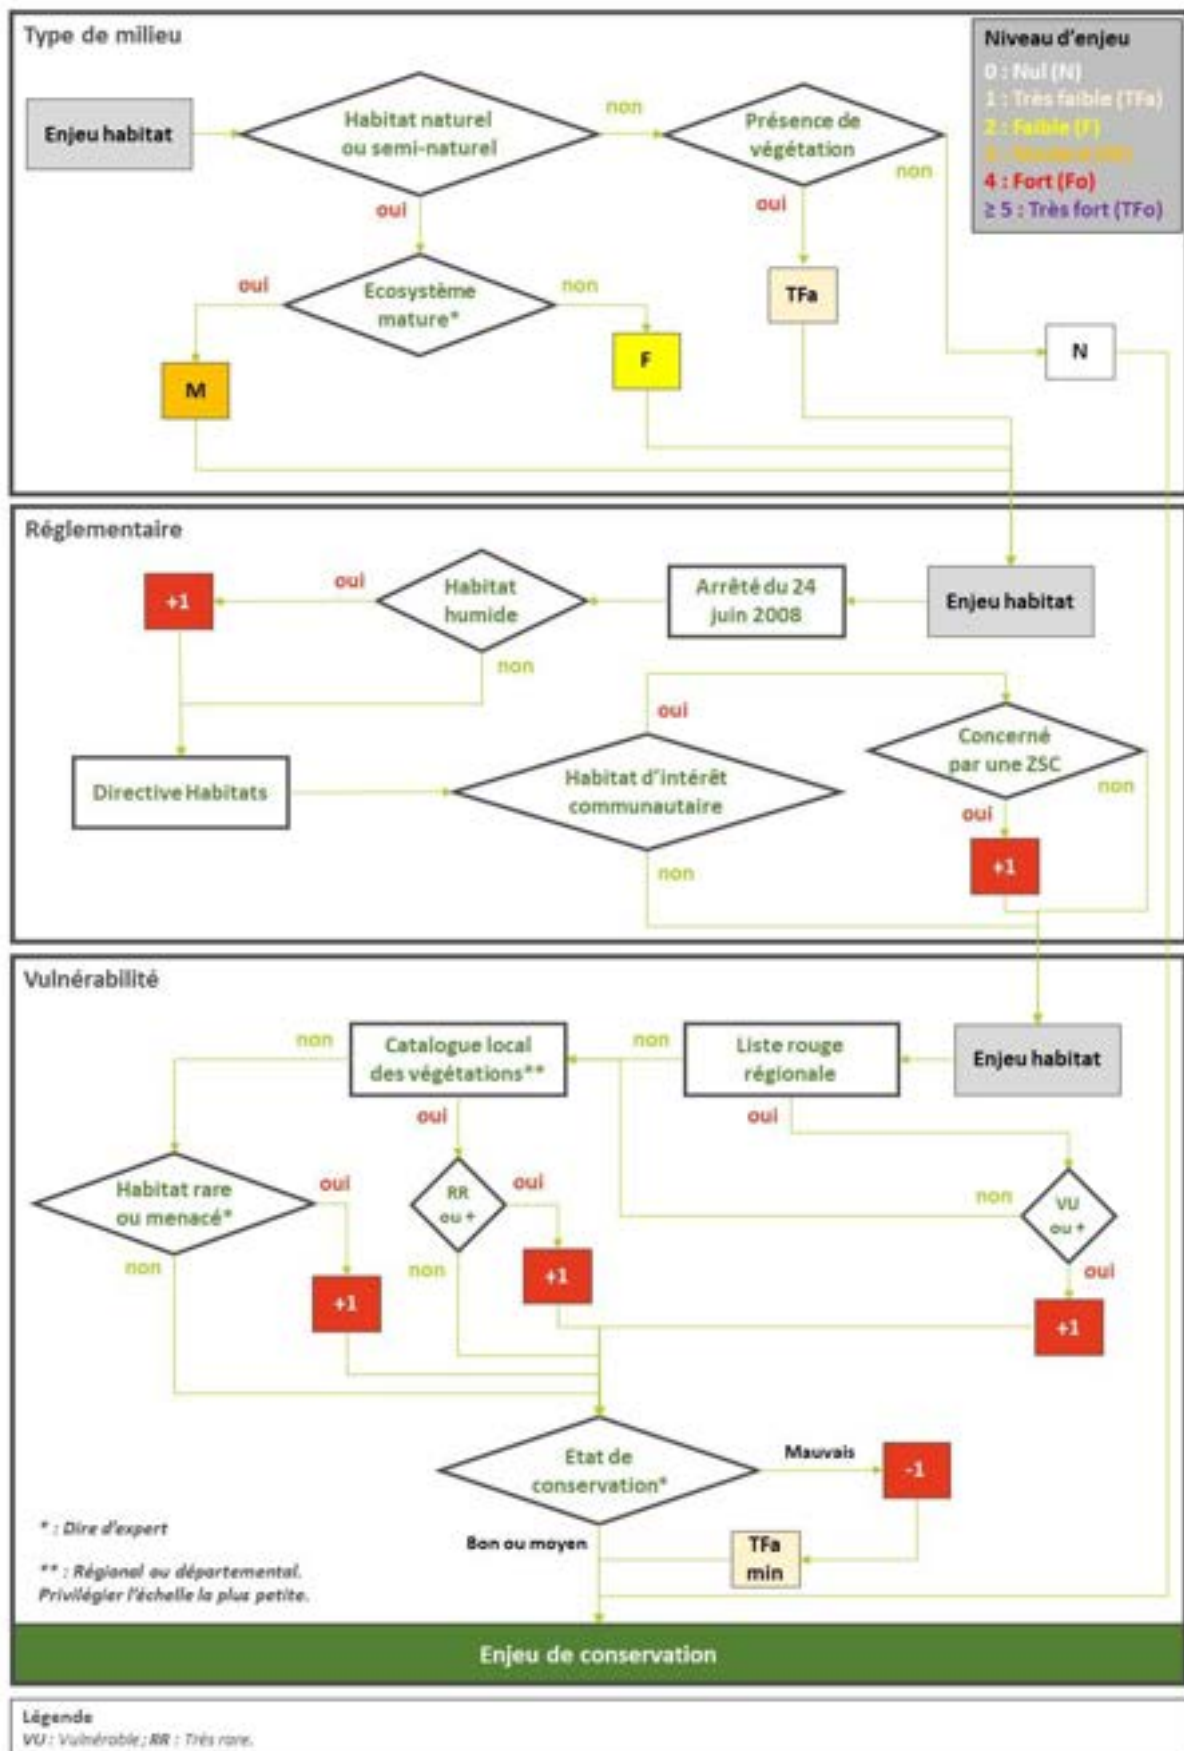 Type de milieu
Niveau d'enjeu
0 : Nul (N)
1 : Très faible (TFa)
2 : Faible (F)
4 : Fort (Fo)
≥ 5 : Très fort (TFo)
Enjeu habitat
Habitat naturel
ou semi-naturel
non
Présence de
végétation
non
oui
oui
oui
Ecosystème
mature*
non
TFa
M
F
N
Réglementaire
+1
oui
Habitat
humide
Arrêté du 24
juin 2008
Enjeu habitat
non
oui
Concerné
par une ZSC
non
Directive Habitats
Habitat d'intérêt
communautaire
oui
non
+1
Vulnérabilité
non
Catalogue local
des végétations**
non
Liste rouge
régionale
Enjeu habitat
oui
oui
Habitat rare
ou menacé*
oui
RR
ou +
oui
non
VU
ou +
non
non
oui
+1
+1
+1
Etat de
conservation*
Mauvais
-1
* : Dire d'expert
Bon ou moyen
TFa
min
** : Régional ou départemental.
Privilégier l'échelle la plus petite.
Enjeu de conservation
Légende
VU : Vulnérable; RR : Très rare.